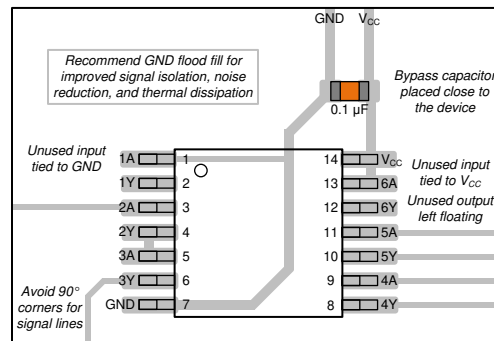 GND VCC
Recommend GND flood fill for
improved signal isolation, noise
reduction, and thermal dissipation
Bypass capacitor
placed close to
the device
0.1 μF
Unused input
tied to GND
1A 1 14 VCC
1Y 2 13 6A
2A 3 12 6Y
2Y 4 11 5A
3A 5 10 5Y
3Y 6 9 4A
GND 7 8 4Y
Unused input
tied to VCC
Unused output
left floating
Avoid 90°
corners for
signal lines